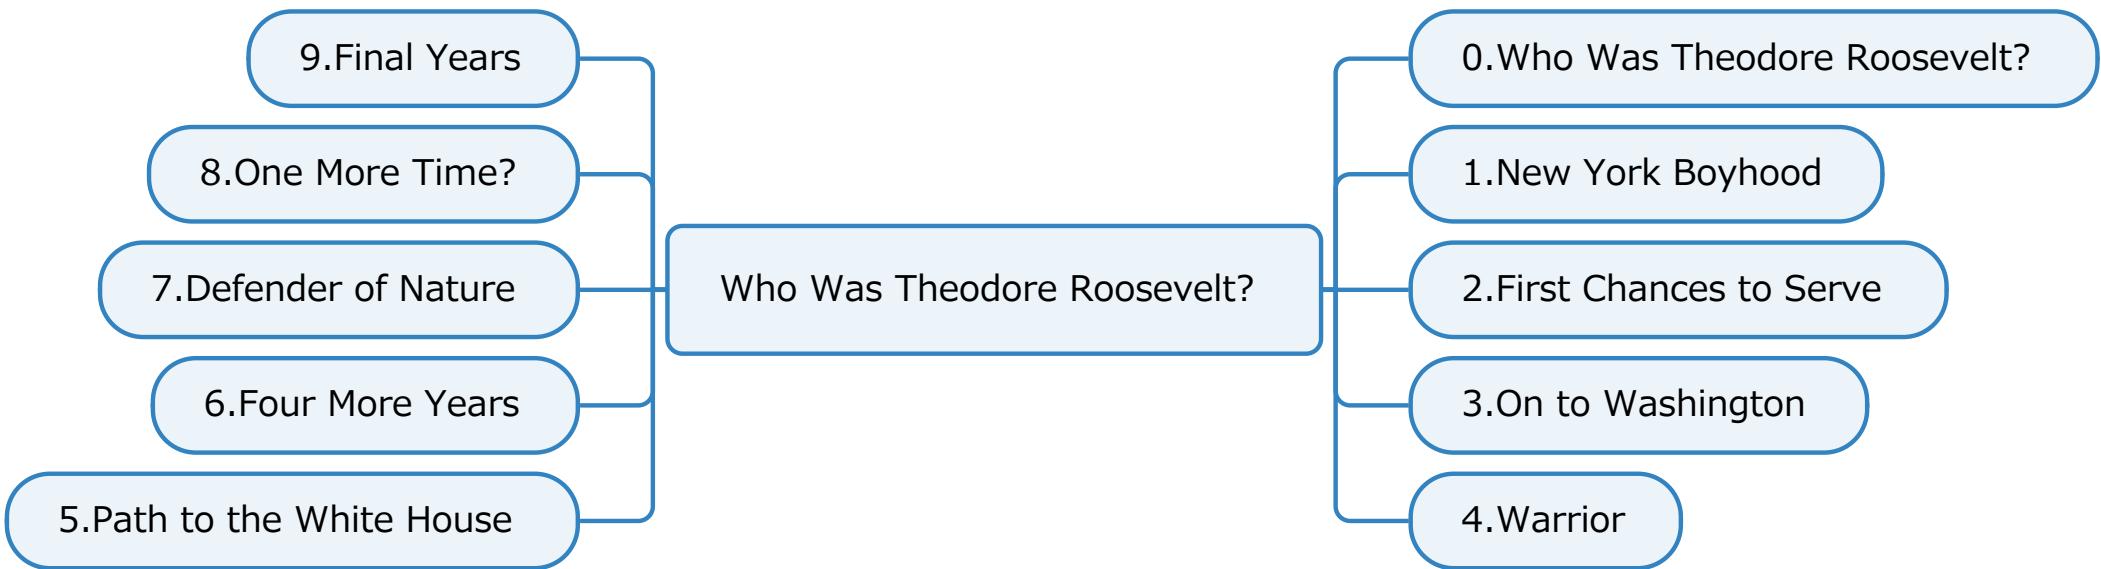 Who Was Theodore Roosevelt?
0.Who Was Theodore Roosevelt?
1.New York Boyhood
2.First Chances to Serve
3.On to Washington
4.Warrior
5.Path to the White House
6.Four More Years
7.Defender of Nature
8.One More Time?
9.Final Years